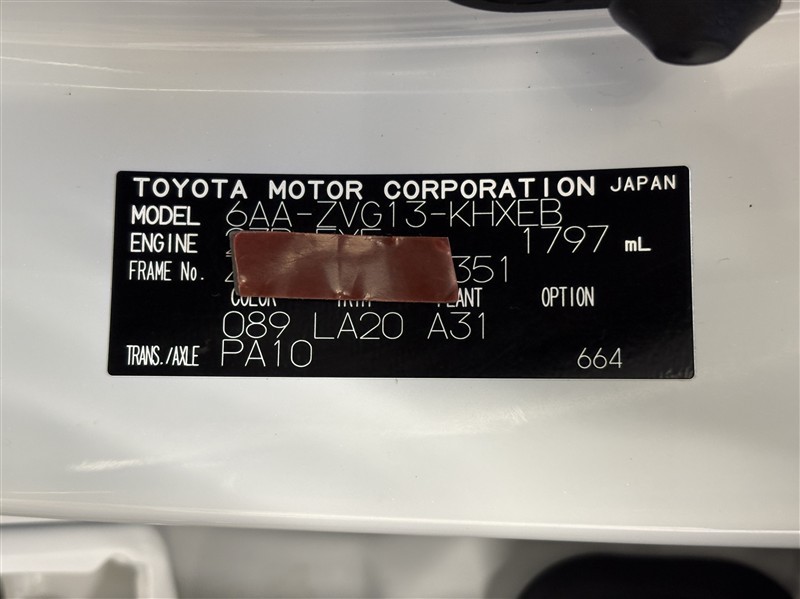 TOYOTA MOTOR CORPORATION JAPAN
MODEL 6AA-ZVG13-KHXEB
ENGINE 1797 mL
FRAME No. 351
COLOR TRIM PLANT OPTION
089 LA20 A31
TRANS./AXLE PA10 664